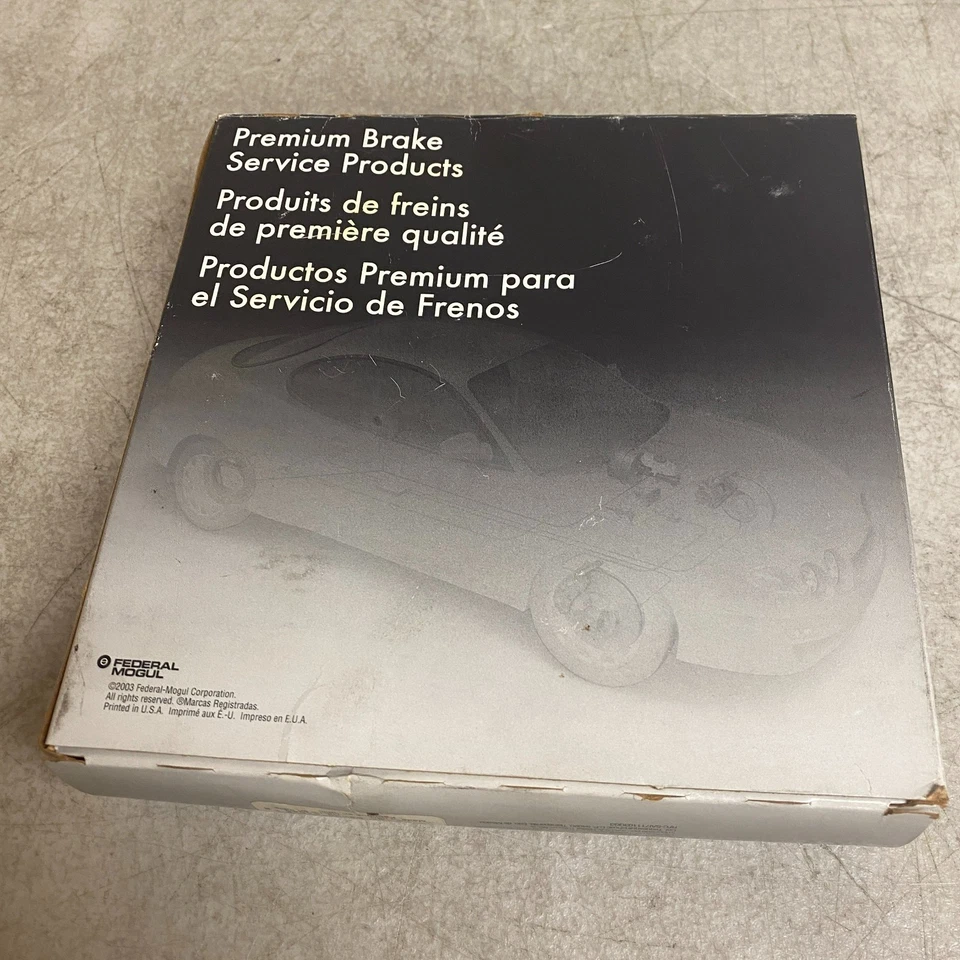 Premium Brake
Service Products
Produits de freins
de première qualité
Productos Premium para
el Servicio de Frenos
FEDERAL
MOGUL
©2003 Federal-Mogul Corporation.
All rights reserved. ®Marcas Registradas.
Printed in U.S.A. Imprimé aux É.-U. Impreso en E.U.A.